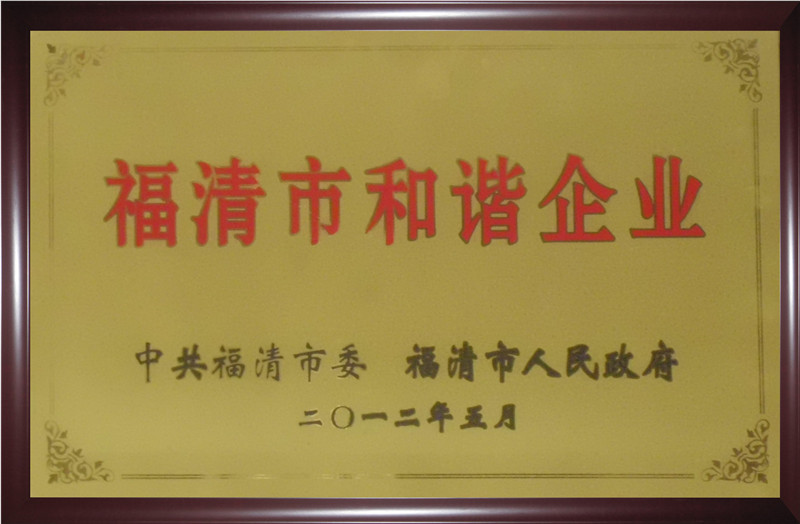 福清市和谐企业
中共福清市委 福清市人民政府
二〇一二年五月